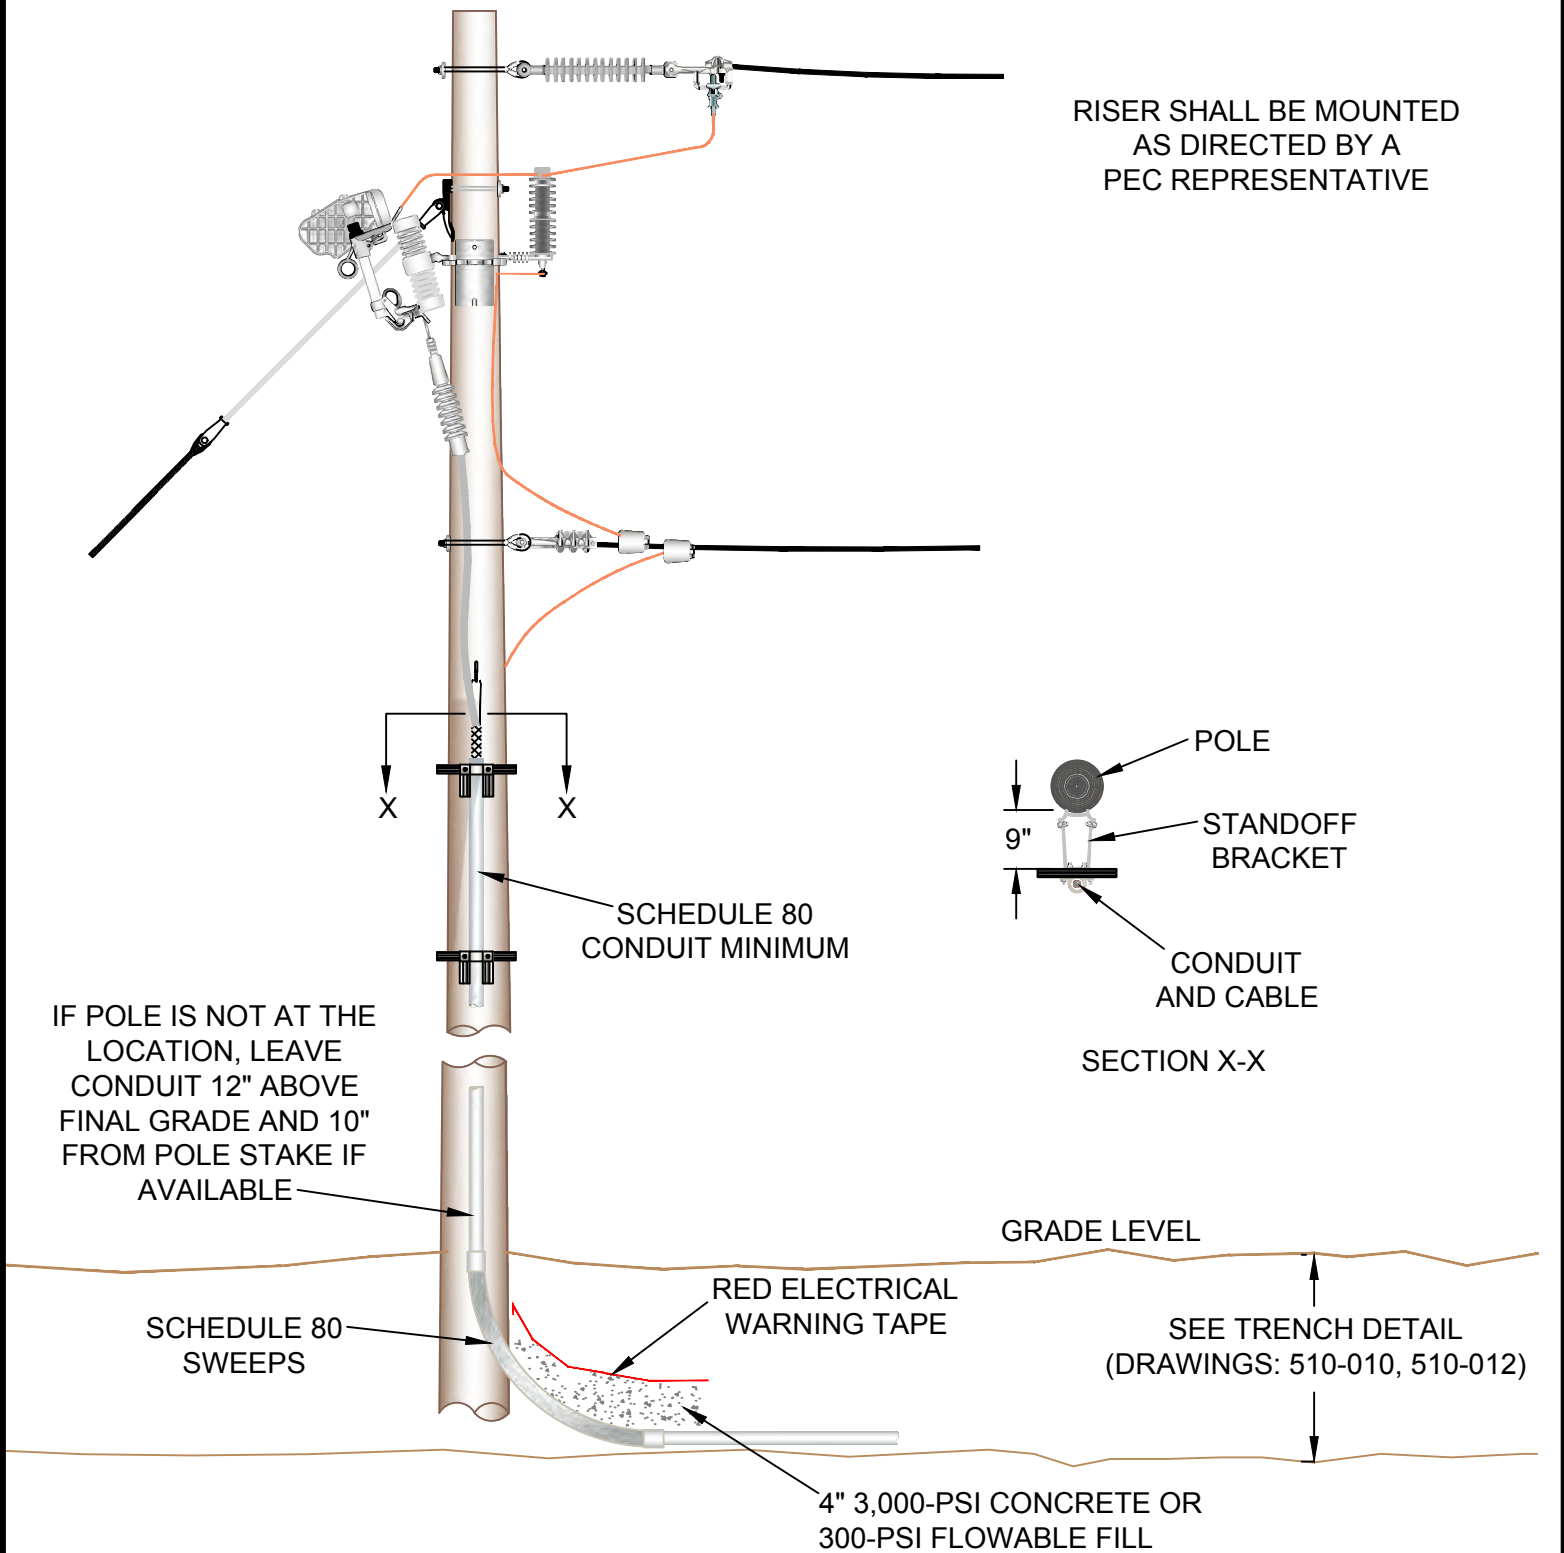 RISER SHALL BE MOUNTED
AS DIRECTED BY A
PEC REPRESENTATIVE
X
X
POLE
9"
STANDOFF
BRACKET
SCHEDULE 80
CONDUIT MINIMUM
CONDUIT
AND CABLE
SECTION X-X
IF POLE IS NOT AT THE
LOCATION, LEAVE
CONDUIT 12" ABOVE
FINAL GRADE AND 10"
FROM POLE STAKE IF
AVAILABLE
GRADE LEVEL
RED ELECTRICAL
WARNING TAPE
SCHEDULE 80
SWEEPS
SEE TRENCH DETAIL
(DRAWINGS: 510-010, 510-012)
4" 3,000-PSI CONCRETE OR
300-PSI FLOWABLE FILL